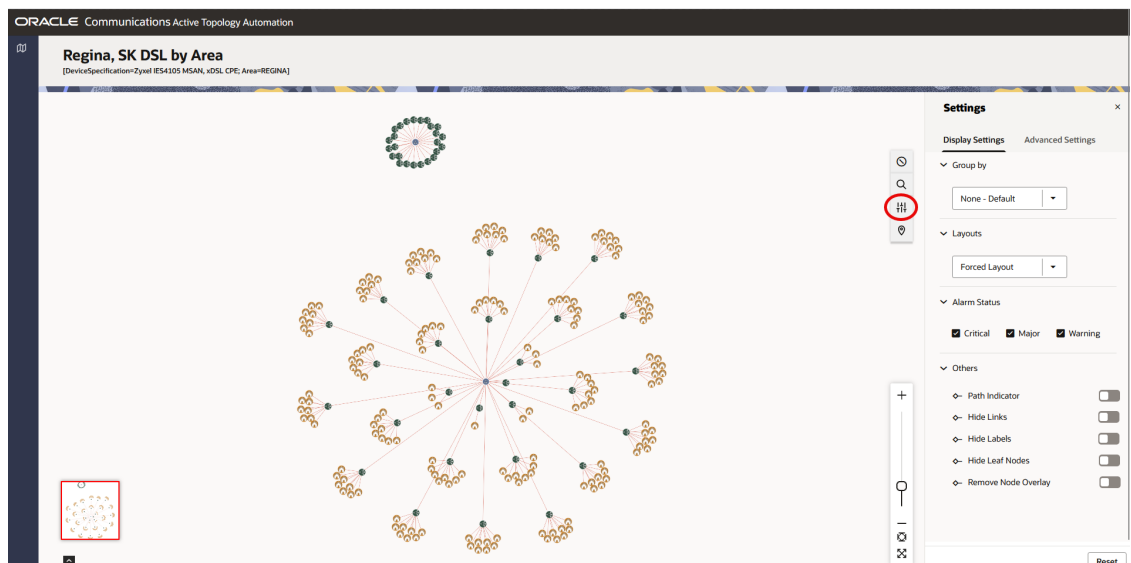 ORACLE Communications Active Topology Automation
Regina, SK DSL by Area
[DeviceSpecification=Zyxel IES4105 MSAN, xDSL CPE; Area=REGINA]
Settings
Display Settings Advanced Settings
Group by
None - Default
Layouts
Forced Layout
Alarm Status
Critical Major Warning
Others
Path Indicator
Hide Links
Hide Labels
Hide Leaf Nodes
Remove Node Overlay
Reset